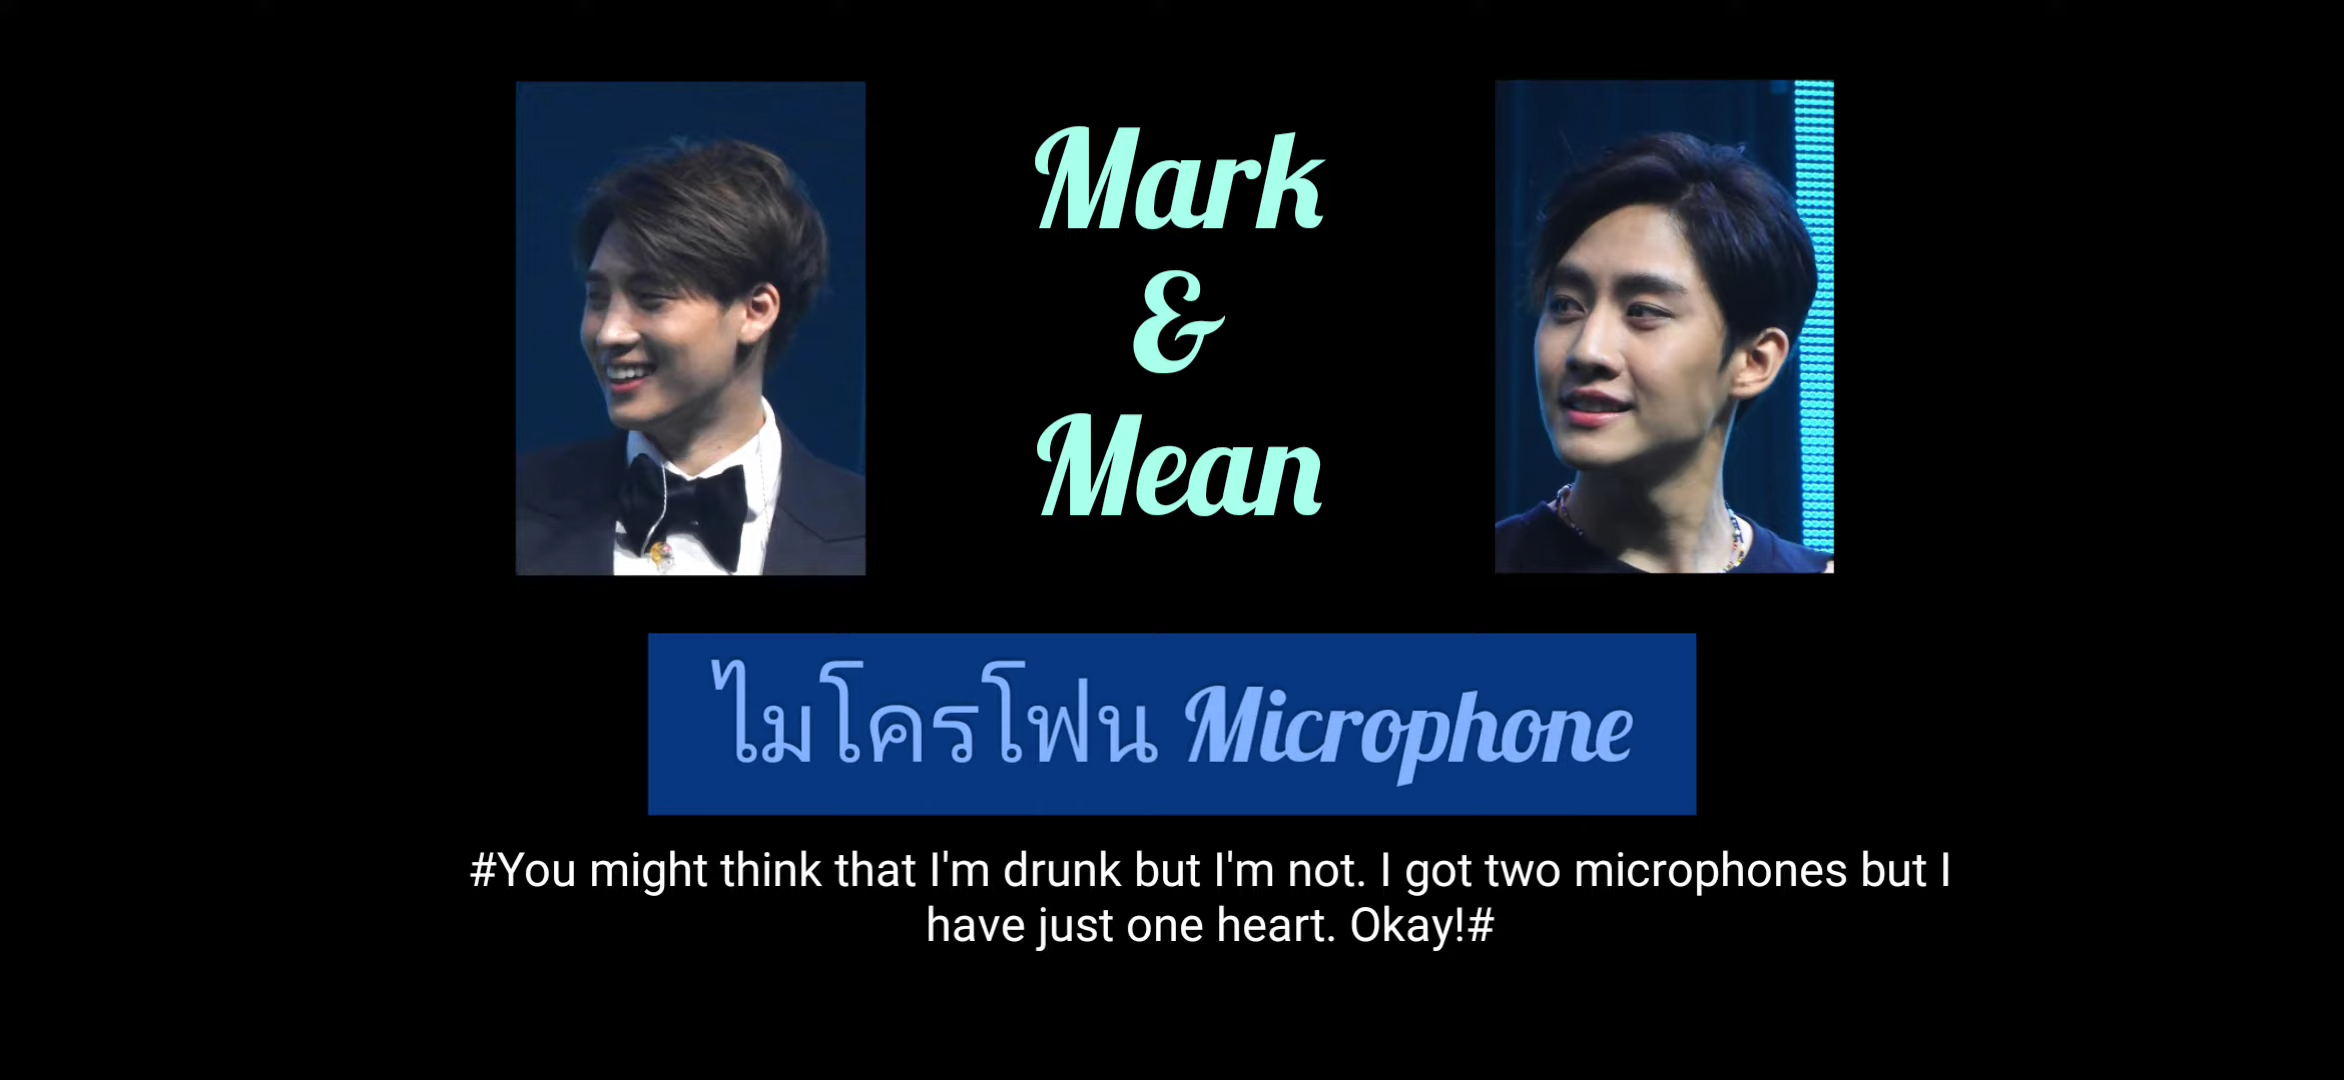 Mark
&
Mean
ไมโครโฟน Microphone
#You might think that I'm drunk but I'm not. I got two microphones but I
have just one heart. Okay!#